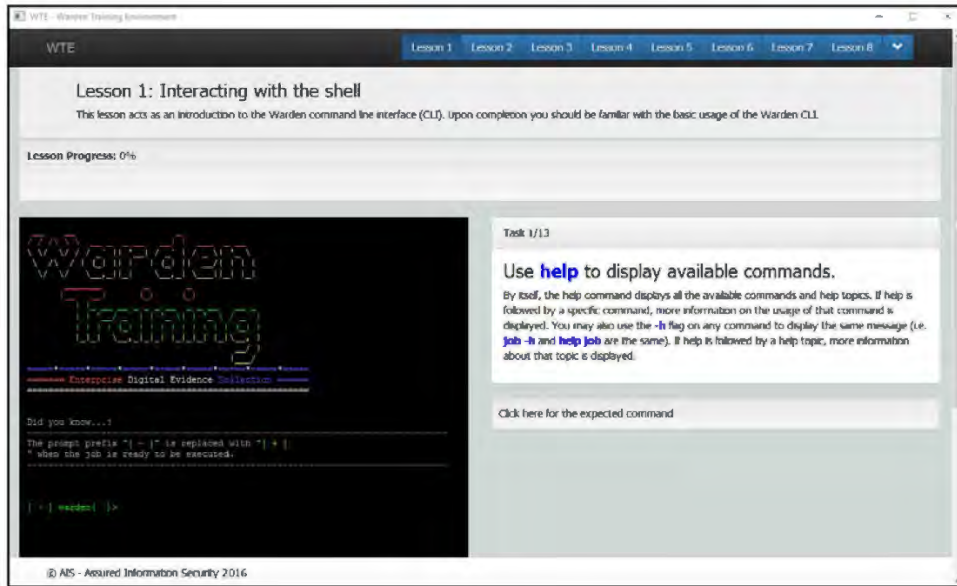 WTE - Warden Training Environment
WTE
Lesson 1 Lesson 2 Lesson 3 Lesson 4 Lesson 5 Lesson 6 Lesson 7 Lesson 8
Lesson 1: Interacting with the shell
This lesson acts as an introduction to the Warden command line interface (CLI). Upon completion you should be familiar with the basic usage of the Warden CLI.
Lesson Progress: 0%
Warden
Training
Enterprise Digital Evidence Collection
Did you know...?
The prompt prefix "[ - ]" is replaced with "[ + ]
" when the job is ready to be executed.
[ - ] warden( )>
Task 1/13
Use help to display available commands.
By itself, the help command displays all the available commands and help topics. If help is
followed by a specific command, more information on the usage of that command is
displayed. You may also use the -h flag on any command to display the same message (i.e.
job -h and help job are the same). If help is followed by a help topic, more information
about that topic is displayed.
Click here for the expected command
© AIS - Assured Information Security 2016